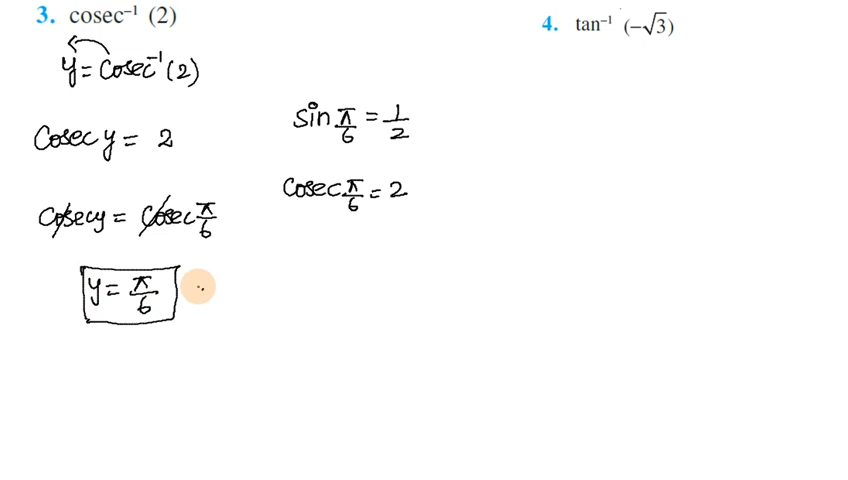 3. cosec⁻¹ (2)
y = Cosec⁻¹(2)
Cosec y = 2
Cosec y = Cosec π/6
y = π/6
sin π/6 = 1/2
Cosec π/6 = 2
4. tan⁻¹ (−√3)